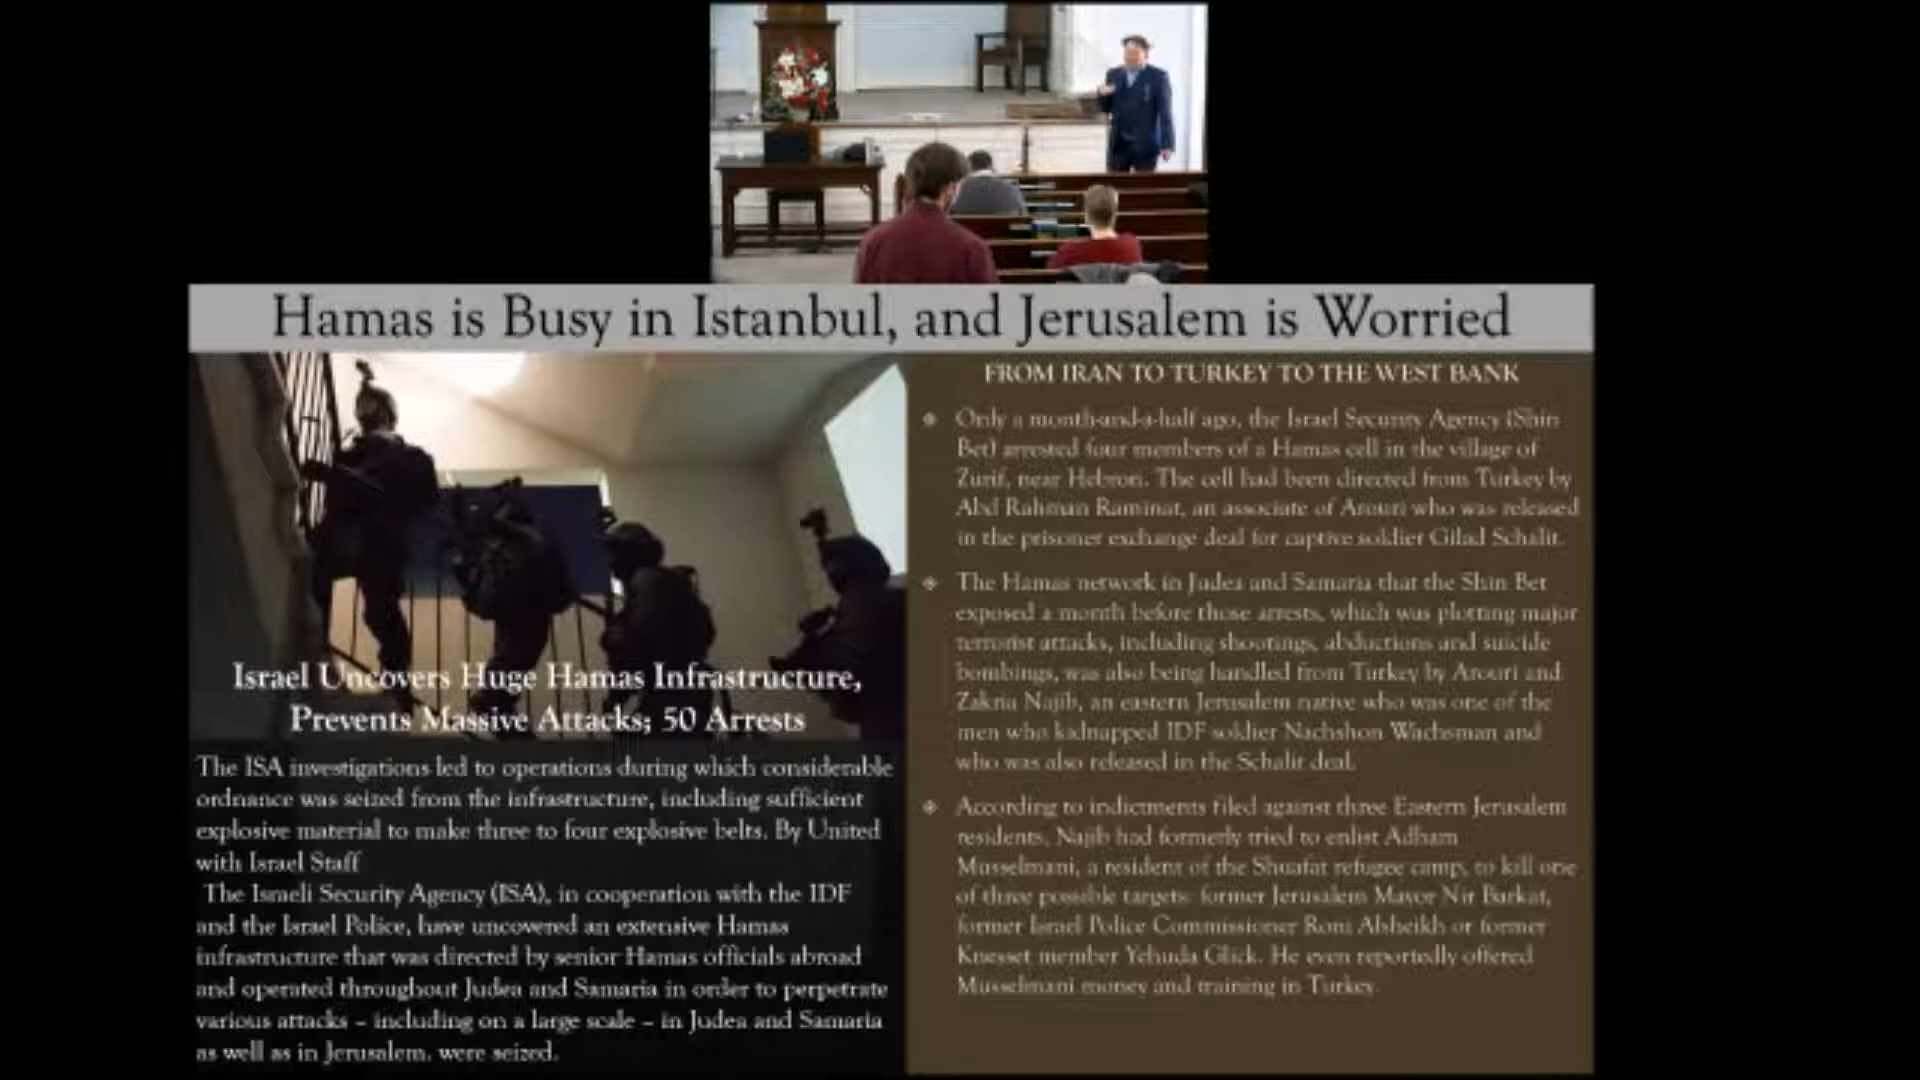 Hamas is Busy in Istanbul, and Jerusalem is Worried
Israel Uncovers Huge Hamas Infrastructure,
Prevents Massive Attacks; 50 Arrests
The ISA investigations led to operations during which considerable
ordnance was seized from the infrastructure, including sufficient
explosive material to make three to four explosive belts. By United
with Israel Staff
The Israeli Security Agency (ISA), in cooperation with the IDF
and the Israel Police, have uncovered an extensive Hamas
infrastructure that was directed by senior Hamas officials abroad
and operated throughout Judea and Samaria in order to perpetrate
various attacks – including on a large scale – in Judea and Samaria
as well as in Jerusalem. were seized.
FROM IRAN TO TURKEY TO THE WEST BANK
Only a month-and-a-half ago, the Israel Security Agency (Shin
Bet) arrested four members of a Hamas cell in the village of
Zurif, near Hebron. The cell had been directed from Turkey by
Abd Rahman Raminat, an associate of Arouri who was released
in the prisoner exchange deal for captive soldier Gilad Schalit.
The Hamas network in Judea and Samaria that the Shin Bet
exposed a month before those arrests, which was plotting major
terrorist attacks, including shootings, abductions and suicide
bombings, was also being handled from Turkey by Arouri and
Zakria Najib, an eastern Jerusalem native who was one of the
men who kidnapped IDF soldier Nachshon Wachsman and
who was also released in the Schalit deal.
According to indictments filed against three Eastern Jerusalem
residents, Najib had formerly tried to enlist Adham
Musselmani, a resident of the Shuafat refugee camp, to kill one
of three possible targets: former Jerusalem Mayor Nir Barkat,
former Israel Police Commissioner Roni Alsheikh or former
Knesset member Yehuda Glick. He even reportedly offered
Musselmani money and training in Turkey.